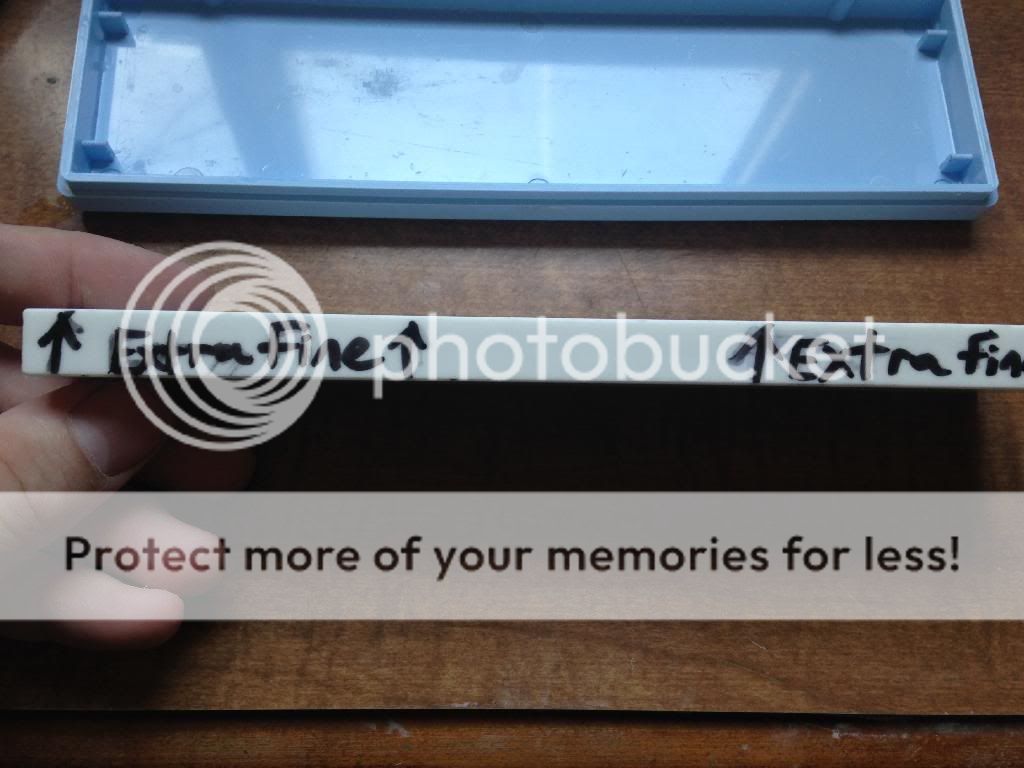 ↑ Extra fine ↑ ↑ Extra fin
photobucket
Protect more of your memories for less!